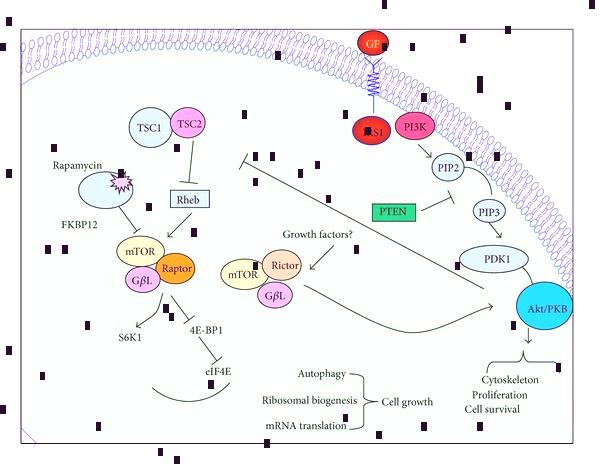 GF
TSC1
TSC2
PI3K
PIP2
Rapamycin
Rheb
PTEN
PIP3
FKBP12
Growth factors?
mTOR
Raptor
GβL
mTOR
Rictor
GβL
PDK1
Akt/PKB
S6K1
4E-BP1
eIF4E
Autophagy
Ribosomal biogenesis
mRNA translation
Cell growth
Cytoskeleton
Proliferation
Cell survival